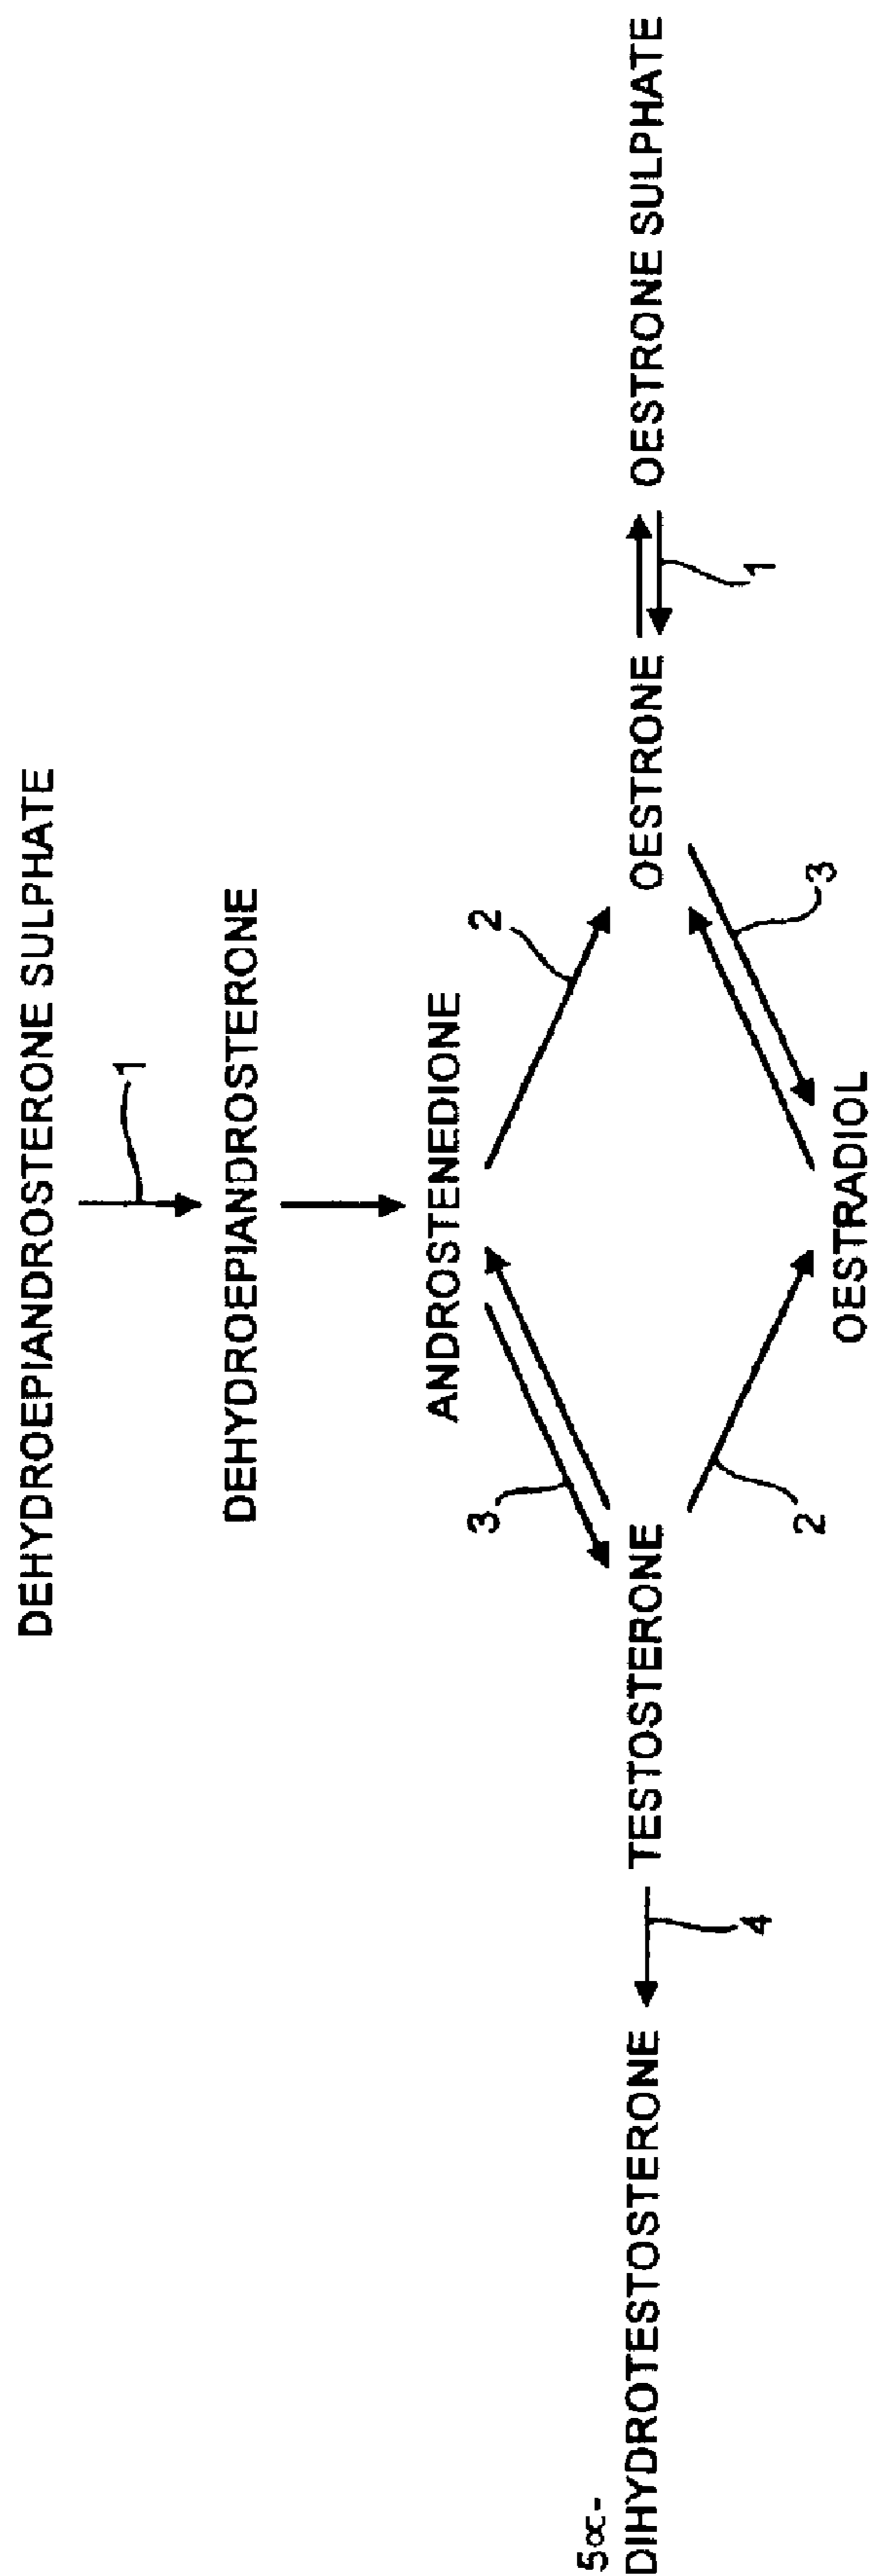 DEHYDROEPIANDROSTERONE SULPHATE
1
DEHYDROEPIANDROSTERONE
ANDROSTENEDIONE
3
2
5α-
DIHYDROTESTOSTERONE
TESTOSTERONE
OESTRONE
OESTRONE SULPHATE
4
2
3
1
OESTRADIOL